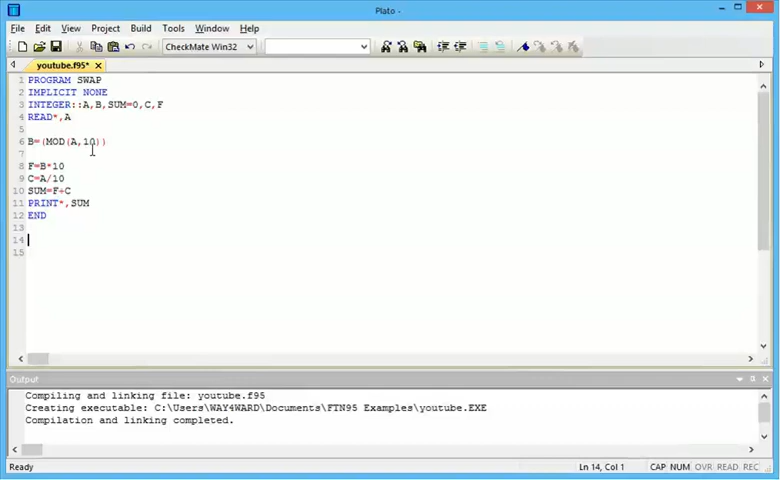 Plato -
File Edit View Project Build Tools Window Help
CheckMate Win32
youtube.f95*
1 PROGRAM SWAP
2 IMPLICIT NONE
3 INTEGER::A,B,SUM=0,C,F
4 READ*,A
5
6 B=(MOD(A,10))
7
8 F=B*10
9 C=A/10
10 SUM=F+C
11 PRINT*,SUM
12 END
13
14
15
Output
Compiling and linking file: youtube.f95
Creating executable: C:\Users\WAY4WARD\Documents\FTN95 Examples\youtube.EXE
Compilation and linking completed.
Ready Ln 14, Col 1 CAP NUM OVR READ REC